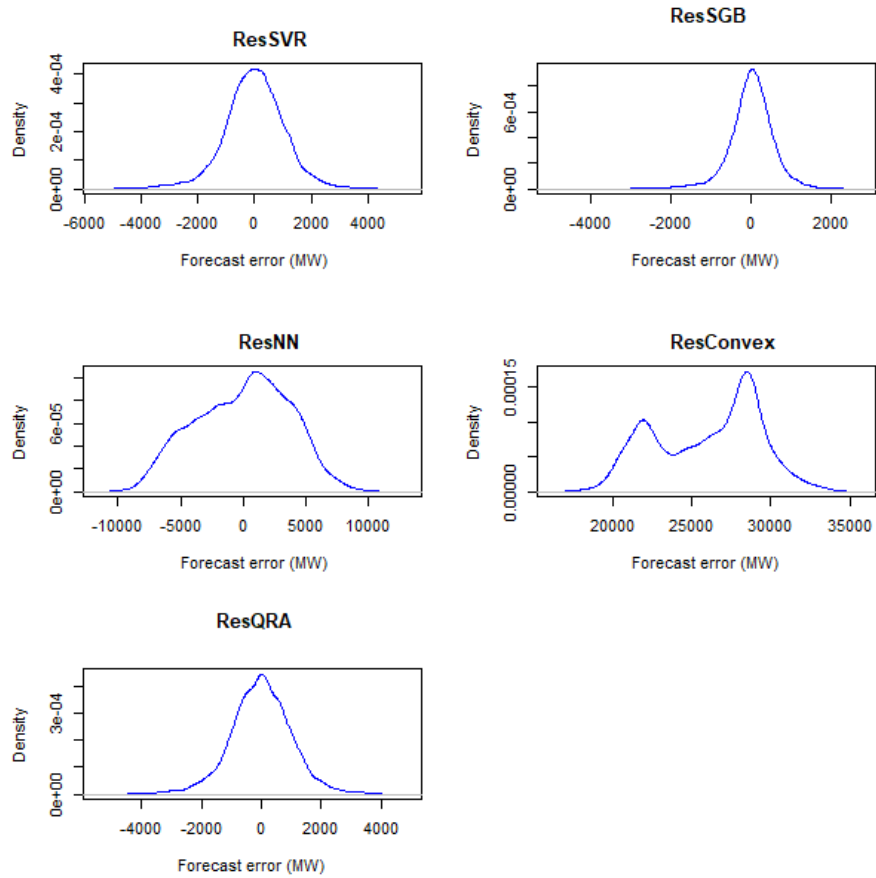 ResSVR
Density
0e+00 2e-04 4e-04
-6000 -4000 -2000 0 2000 4000
Forecast error (MW)
ResSGB
Density
0e+00 6e-04
-4000 -2000 0 2000
Forecast error (MW)
ResNN
Density
0e+00 6e-05
-10000 -5000 0 5000 10000
Forecast error (MW)
ResConvex
Density
0.00000 0.00015
20000 25000 30000 35000
Forecast error (MW)
ResQRA
Density
0e+00 3e-04
-4000 -2000 0 2000 4000
Forecast error (MW)